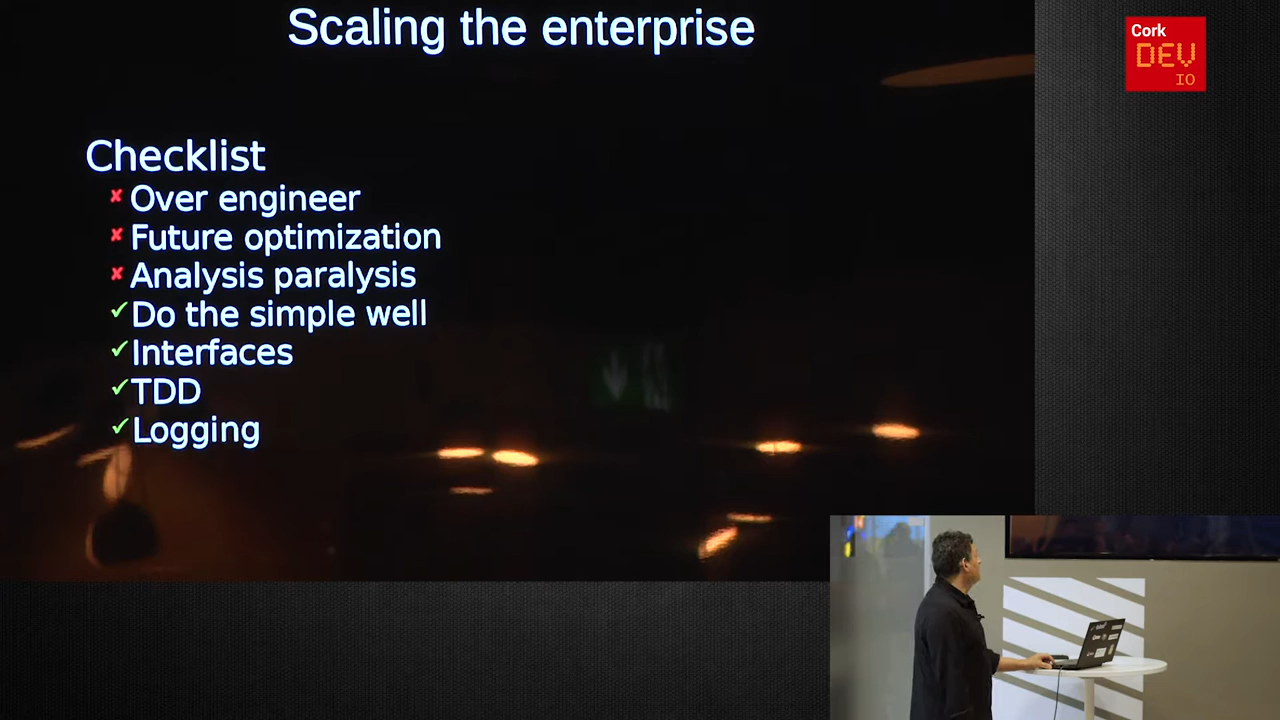 Scaling the enterprise
Cork
DEV
IO
Checklist
✘ Over engineer
✘ Future optimization
✘ Analysis paralysis
✓ Do the simple well
✓ Interfaces
✓ TDD
✓ Logging